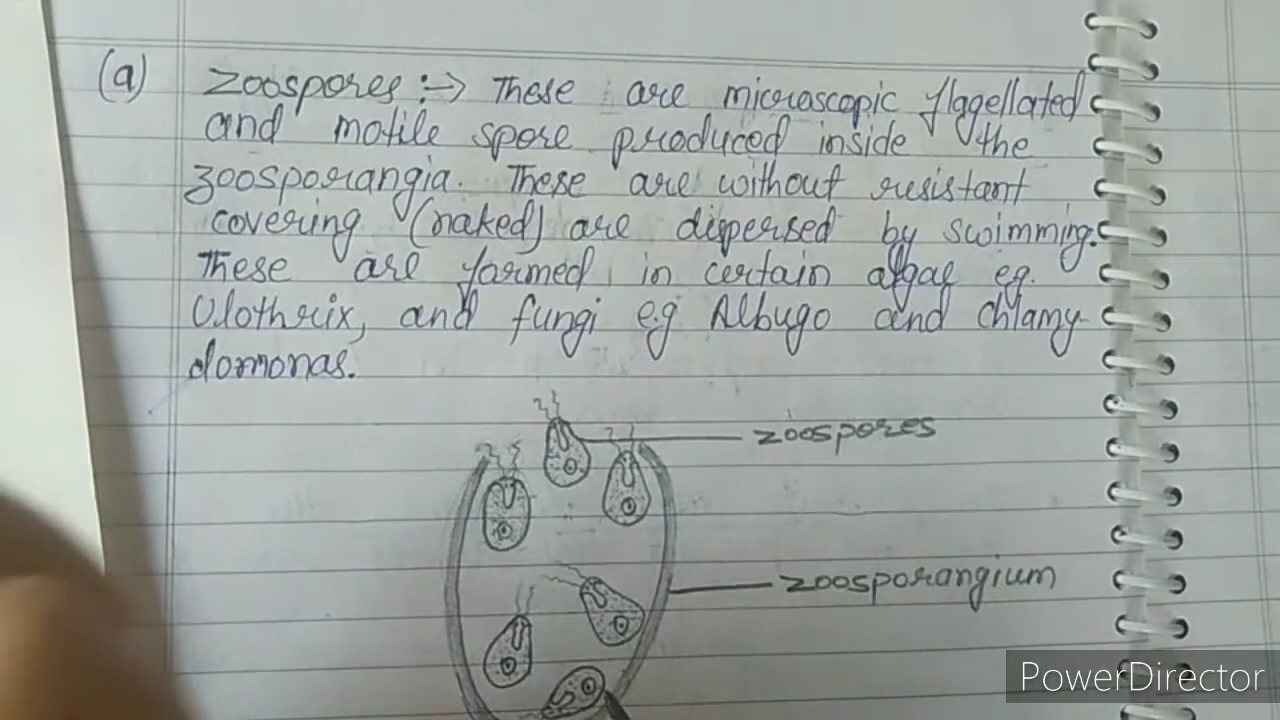 (a) Zoospores :→ These are microscopic flagellated
and motile spore produced inside the
zoosporangia. These are without resistant
covering (naked) are dispersed by swimming.
These are formed in certain algae eg.
Ulothrix, and fungi e.g Albugo and chlamy-
domonas.
zoospores
zoosporangium
PowerDirector